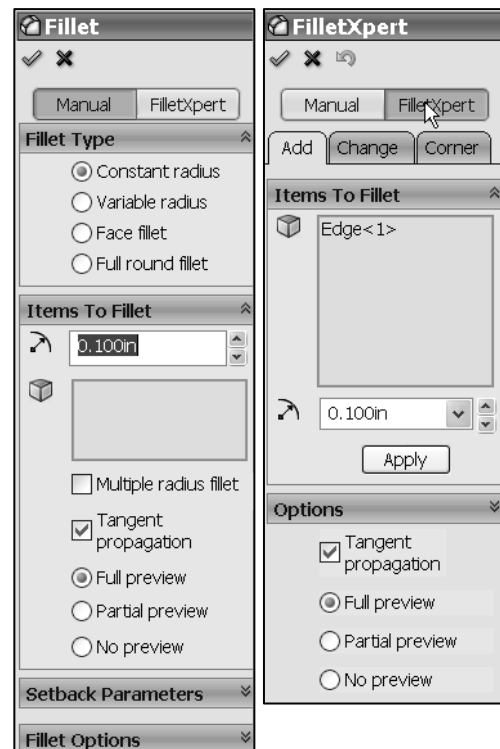 Fillet
Manual FilletXpert
Fillet Type
Constant radius
Variable radius
Face fillet
Full round fillet
Items To Fillet
0.100in
Multiple radius fillet
Tangent
propagation
Full preview
Partial preview
No preview
Setback Parameters
Fillet Options
FilletXpert
Manual FilletXpert
Add Change Corner
Items To Fillet
Edge<1>
0.100in
Apply
Options
Tangent
propagation
Full preview
Partial preview
No preview